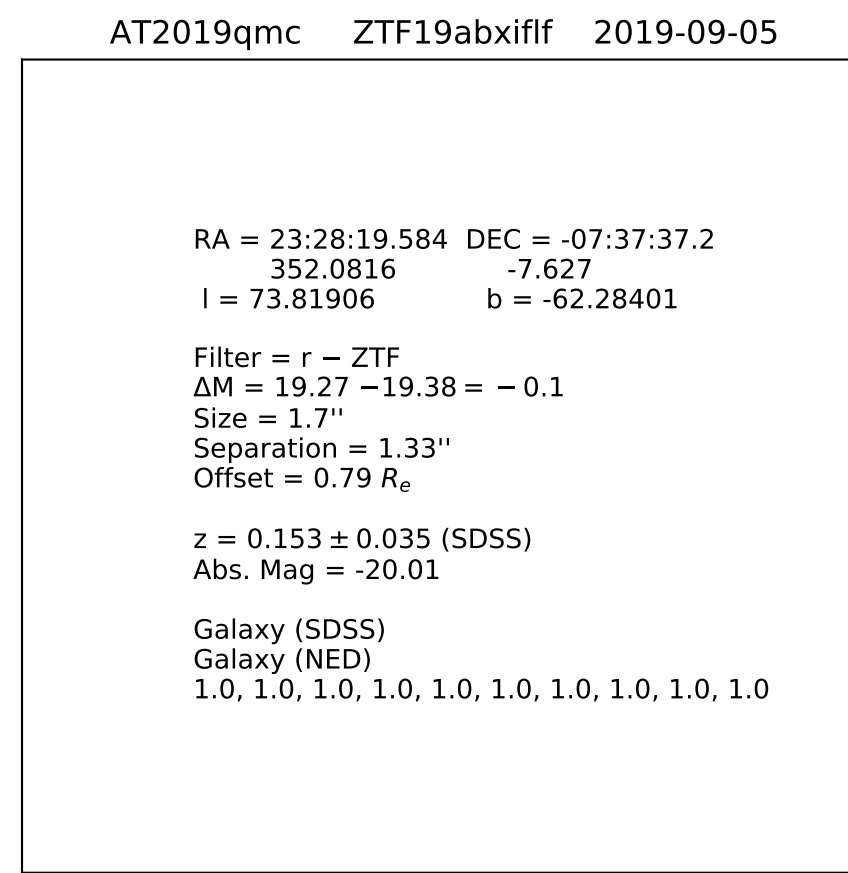 AT2019qmc ZTF19abxiflf 2019-09-05
RA = 23:28:19.584 DEC = -07:37:37.2
352.0816 -7.627
l = 73.81906 b = -62.28401
Filter = r − ZTF
ΔM = 19.27 −19.38 = − 0.1
Size = 1.7''
Separation = 1.33''
Offset = 0.79 Re
z = 0.153 ± 0.035 (SDSS)
Abs. Mag = -20.01
Galaxy (SDSS)
Galaxy (NED)
1.0, 1.0, 1.0, 1.0, 1.0, 1.0, 1.0, 1.0, 1.0, 1.0